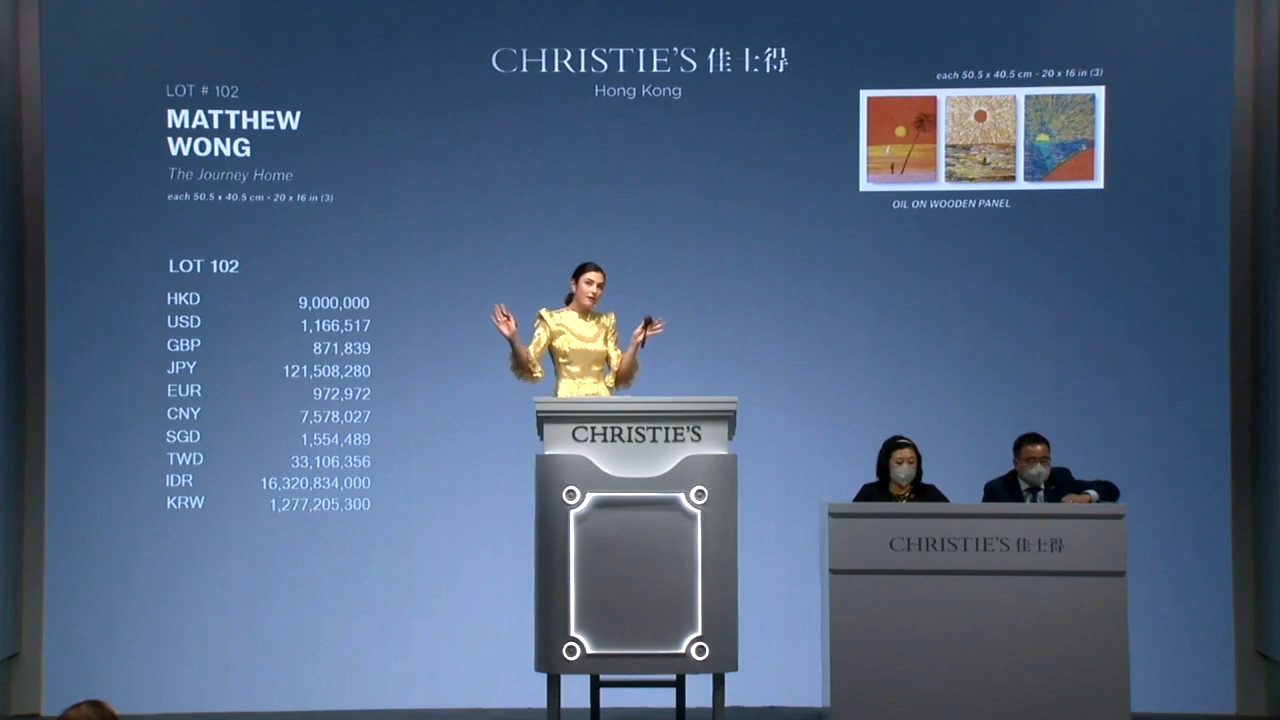 CHRISTIE'S 佳士得
Hong Kong
LOT # 102
MATTHEW
WONG
The Journey Home
each 50.5 x 40.5 cm - 20 x 16 in (3)
each 50.5 x 40.5 cm - 20 x 16 in (3)
OIL ON WOODEN PANEL
LOT 102
HKD 9,000,000
USD 1,166,517
GBP 871,839
JPY 121,508,280
EUR 972,972
CNY 7,578,027
SGD 1,554,489
TWD 33,106,356
IDR 16,320,834,000
KRW 1,277,205,300
CHRISTIE'S
CHRISTIE'S 佳士得